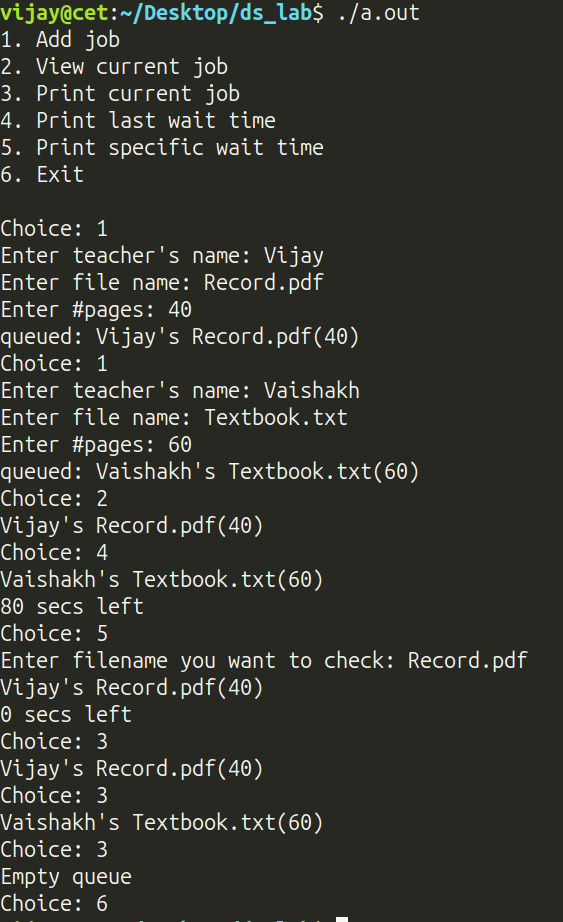 vijay@cet:~/Desktop/ds_lab$ ./a.out
1. Add job
2. View current job
3. Print current job
4. Print last wait time
5. Print specific wait time
6. Exit
Choice: 1
Enter teacher's name: Vijay
Enter file name: Record.pdf
Enter #pages: 40
queued: Vijay's Record.pdf(40)
Choice: 1
Enter teacher's name: Vaishakh
Enter file name: Textbook.txt
Enter #pages: 60
queued: Vaishakh's Textbook.txt(60)
Choice: 2
Vijay's Record.pdf(40)
Choice: 4
Vaishakh's Textbook.txt(60)
80 secs left
Choice: 5
Enter filename you want to check: Record.pdf
Vijay's Record.pdf(40)
0 secs left
Choice: 3
Vijay's Record.pdf(40)
Choice: 3
Vaishakh's Textbook.txt(60)
Choice: 3
Empty queue
Choice: 6